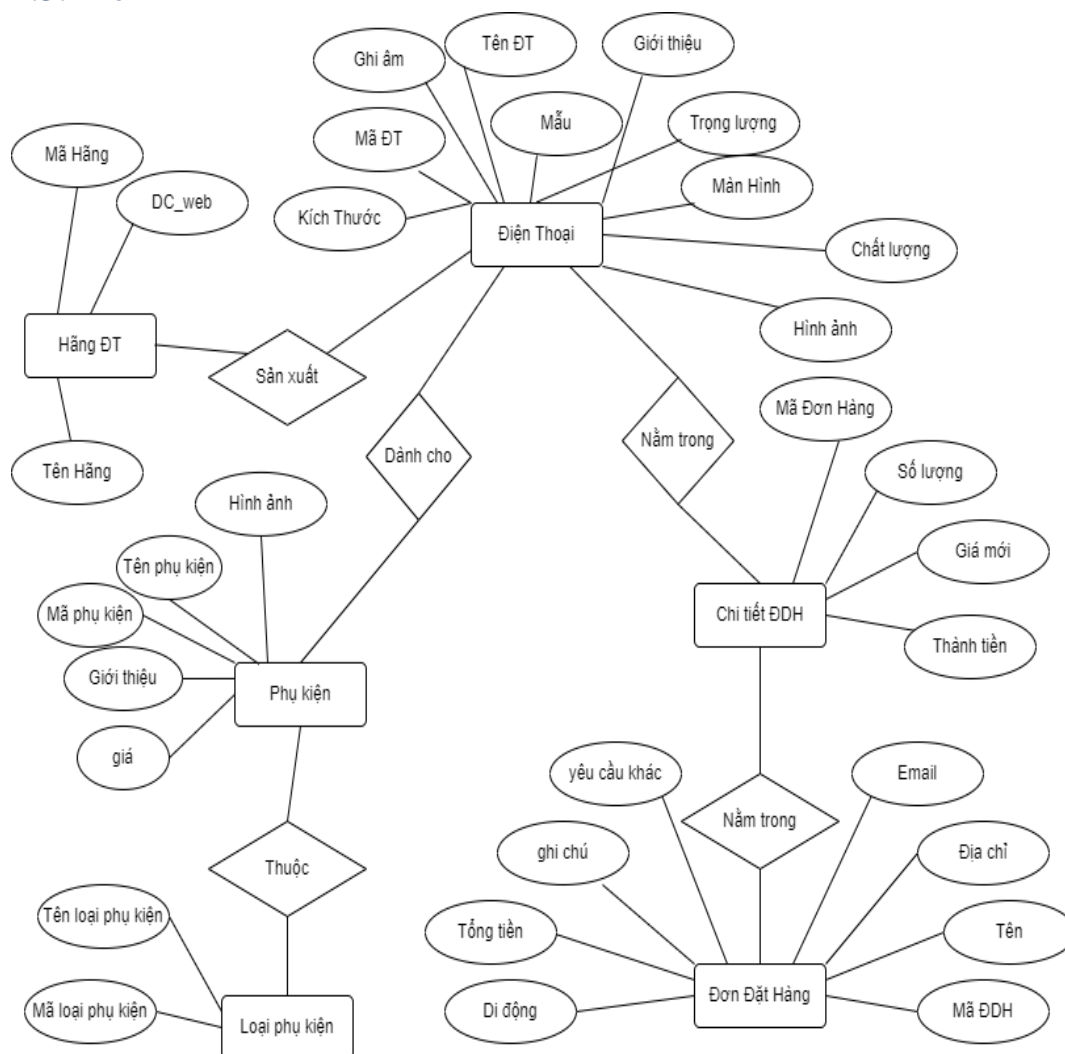 Tên ĐT
Giới thiệu
Ghi âm
Mẫu
Trọng lượng
Mã ĐT
Mã Hãng
Màn Hình
DC_web
Kích Thước
Điện Thoại
Chất lượng
Hình ảnh
Hãng ĐT
Sản xuất
Mã Đơn Hàng
Nằm trong
Dành cho
Tên Hãng
Số lượng
Hình ảnh
Giá mới
Tên phụ kiện
Mã phụ kiện
Chi tiết ĐDH
Thành tiền
Giới thiệu
Phụ kiện
giá
yêu cầu khác
Email
Nằm trong
ghi chú
Địa chỉ
Thuộc
Tên loại phụ kiện
Tổng tiền
Tên
Mã loại phụ kiện
Loại phụ kiện
Di động
Đơn Đặt Hàng
Mã ĐDH